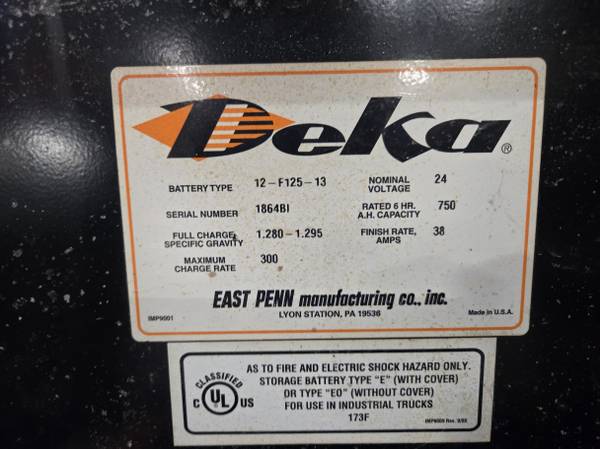 Deka®
BATTERY TYPE 12-F125-13
NOMINAL VOLTAGE 24
SERIAL NUMBER 1864BI
RATED 6 HR. A.H. CAPACITY 750
FULL CHARGE, SPECIFIC GRAVITY 1.280-1.295
FINISH RATE, AMPS 38
MAXIMUM CHARGE RATE 300
EAST PENN manufacturing co., inc.
LYON STATION, PA 19536
IMP9001
Made in U.S.A.
CLASSIFIED
C UL US
AS TO FIRE AND ELECTRIC SHOCK HAZARD ONLY.
STORAGE BATTERY TYPE "E" (WITH COVER)
OR TYPE "EO" (WITHOUT COVER)
FOR USE IN INDUSTRIAL TRUCKS
173F